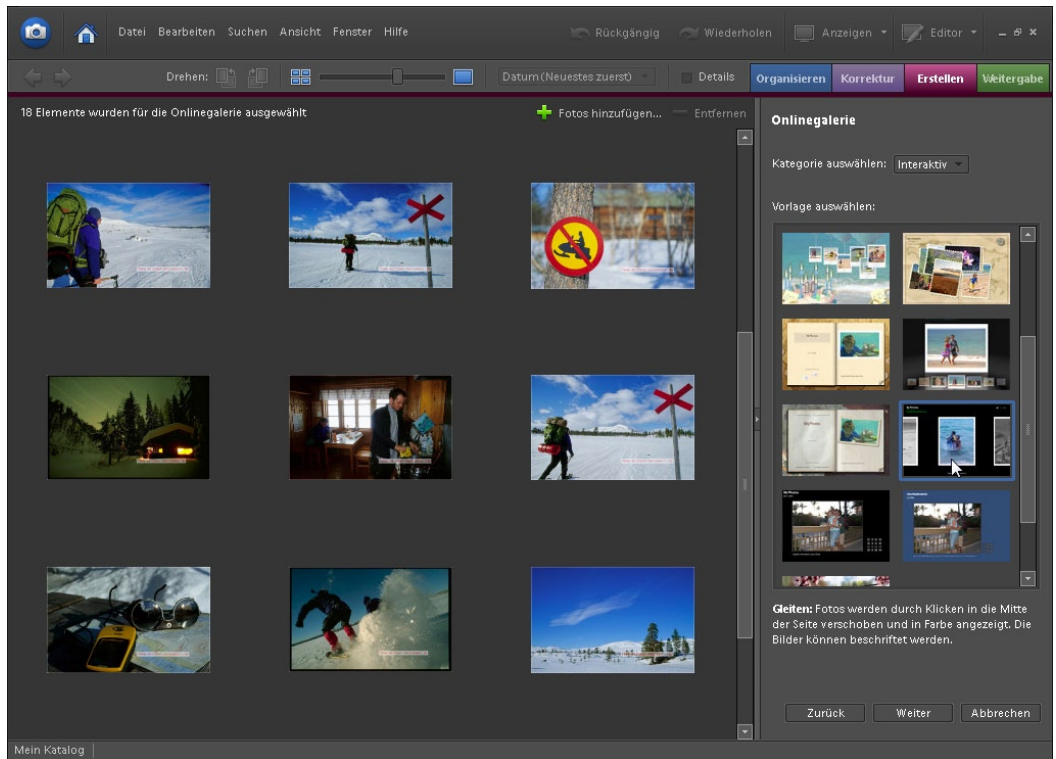 Datei Bearbeiten Suchen Ansicht Fenster Hilfe Rückgängig Wiederholen Anzeigen Editor
Drehen: Datum (Neuestes zuerst) Details Organisieren Korrektur Erstellen Weitergabe
18 Elemente wurden für die Onlinegalerie ausgewählt Fotos hinzufügen... Entfernen
Onlinegalerie
Kategorie auswählen: Interaktiv
Vorlage auswählen:
Gleiten: Fotos werden durch Klicken in die Mitte
der Seite verschoben und in Farbe angezeigt. Die
Bilder können beschriftet werden.
Zurück Weiter Abbrechen
Mein Katalog